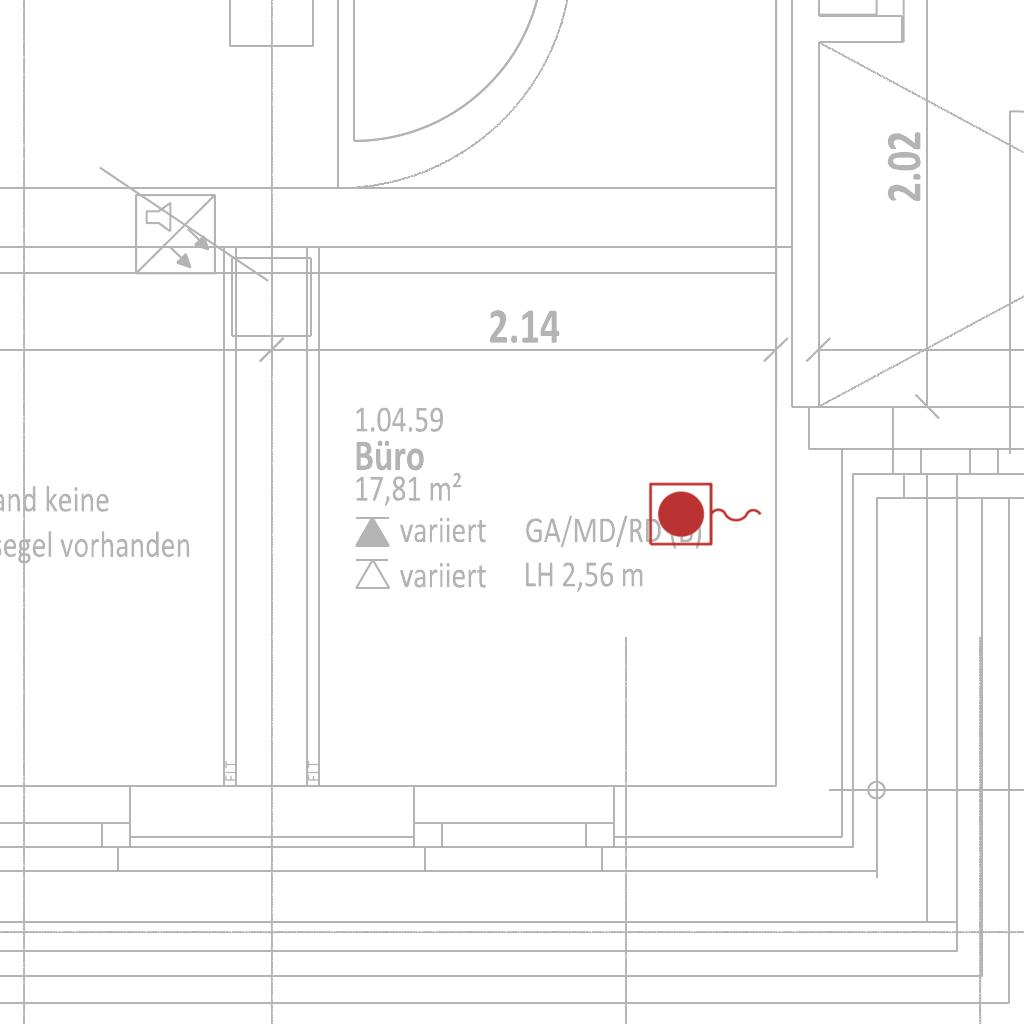 2.02
2.14
1.04.59
Büro
17,81 m²
and keine
segel vorhanden
variiert GA/MD/RD (B)
variiert LH 2,56 m